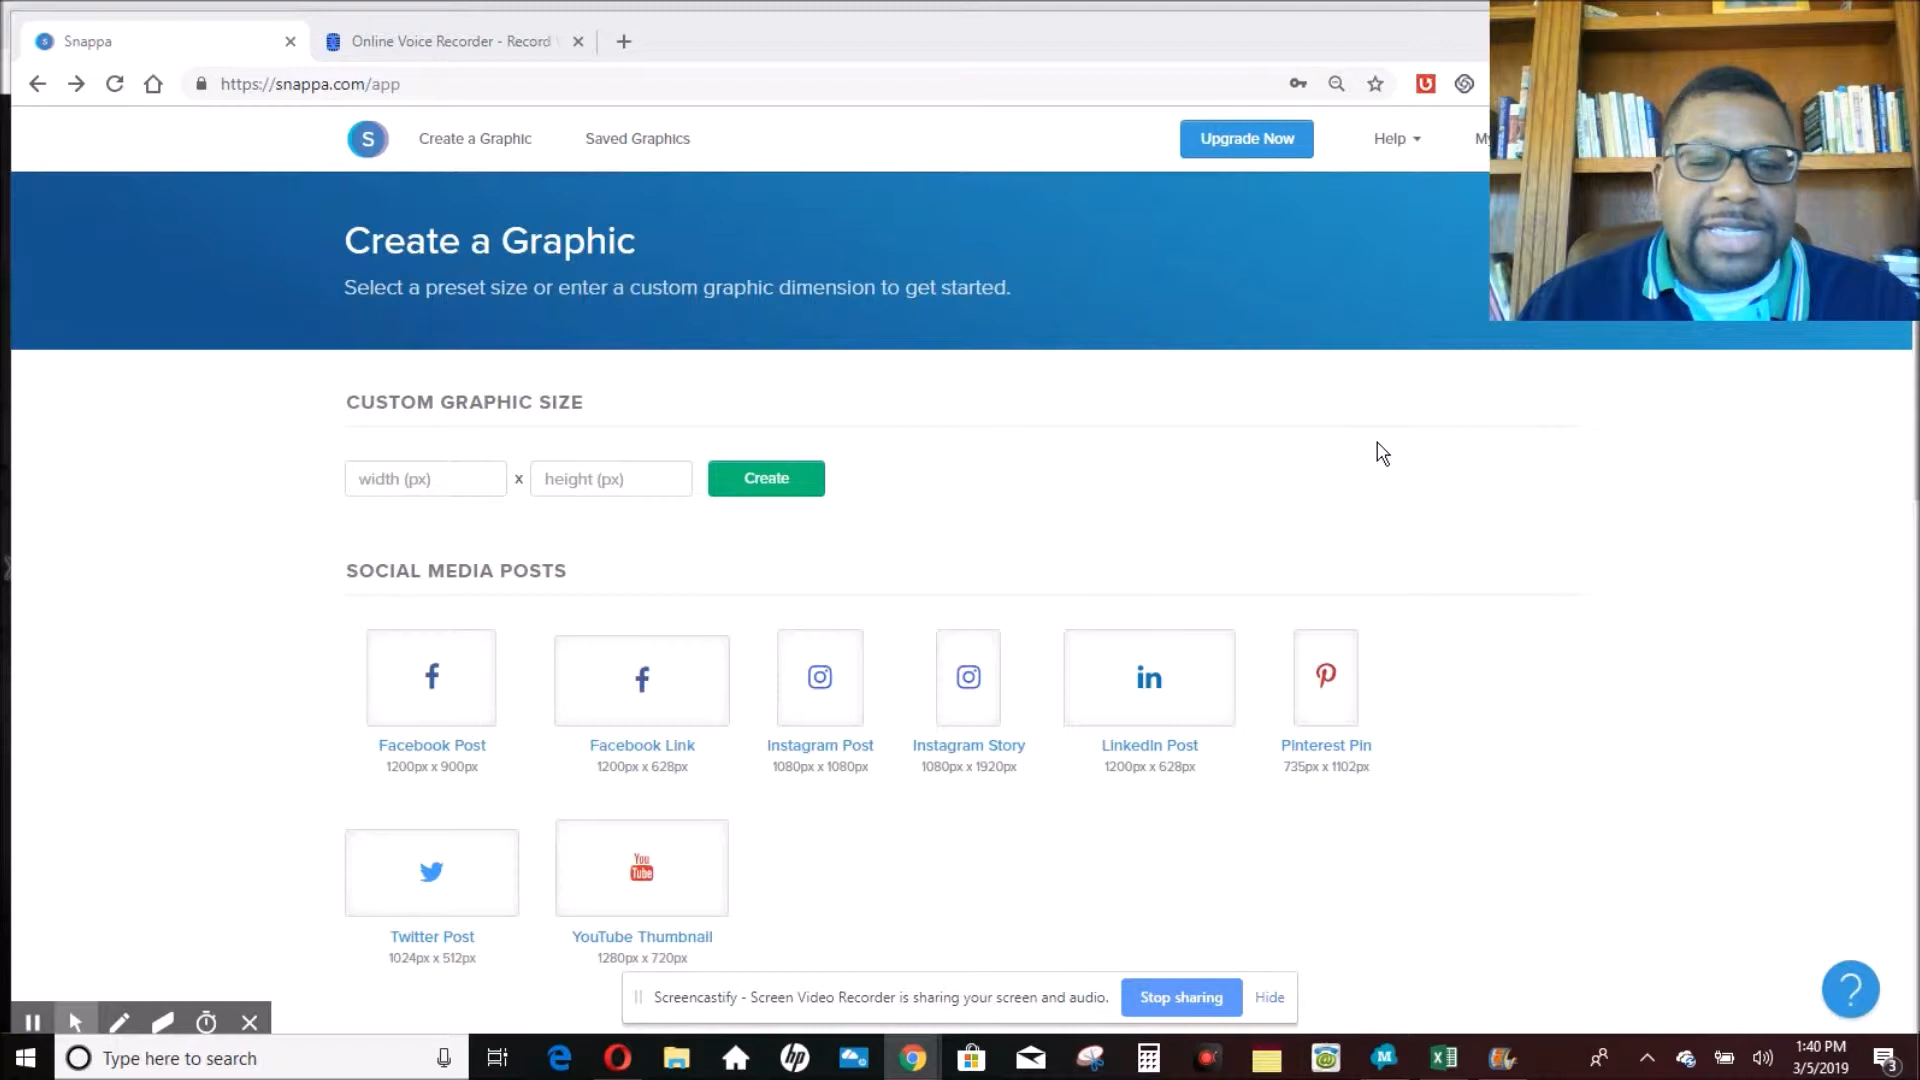 Snappa
Online Voice Recorder - Record
https://snappa.com/app
S
Create a Graphic
Saved Graphics
Upgrade Now
Help
Create a Graphic
Select a preset size or enter a custom graphic dimension to get started.
CUSTOM GRAPHIC SIZE
width (px)
x
height (px)
Create
SOCIAL MEDIA POSTS
Facebook Post
Facebook Link
Instagram Post
Instagram Story
LinkedIn Post
Pinterest Pin
1200px x 900px
1200px x 628px
1080px x 1080px
1080px x 1920px
1200px x 628px
735px x 1102px
You
Tube
Twitter Post
YouTube Thumbnail
1024px x 512px
1280px x 720px
Screencastify - Screen Video Recorder is sharing your screen and audio.
Stop sharing
Hide
Type here to search
1:40 PM
3/5/2019
3